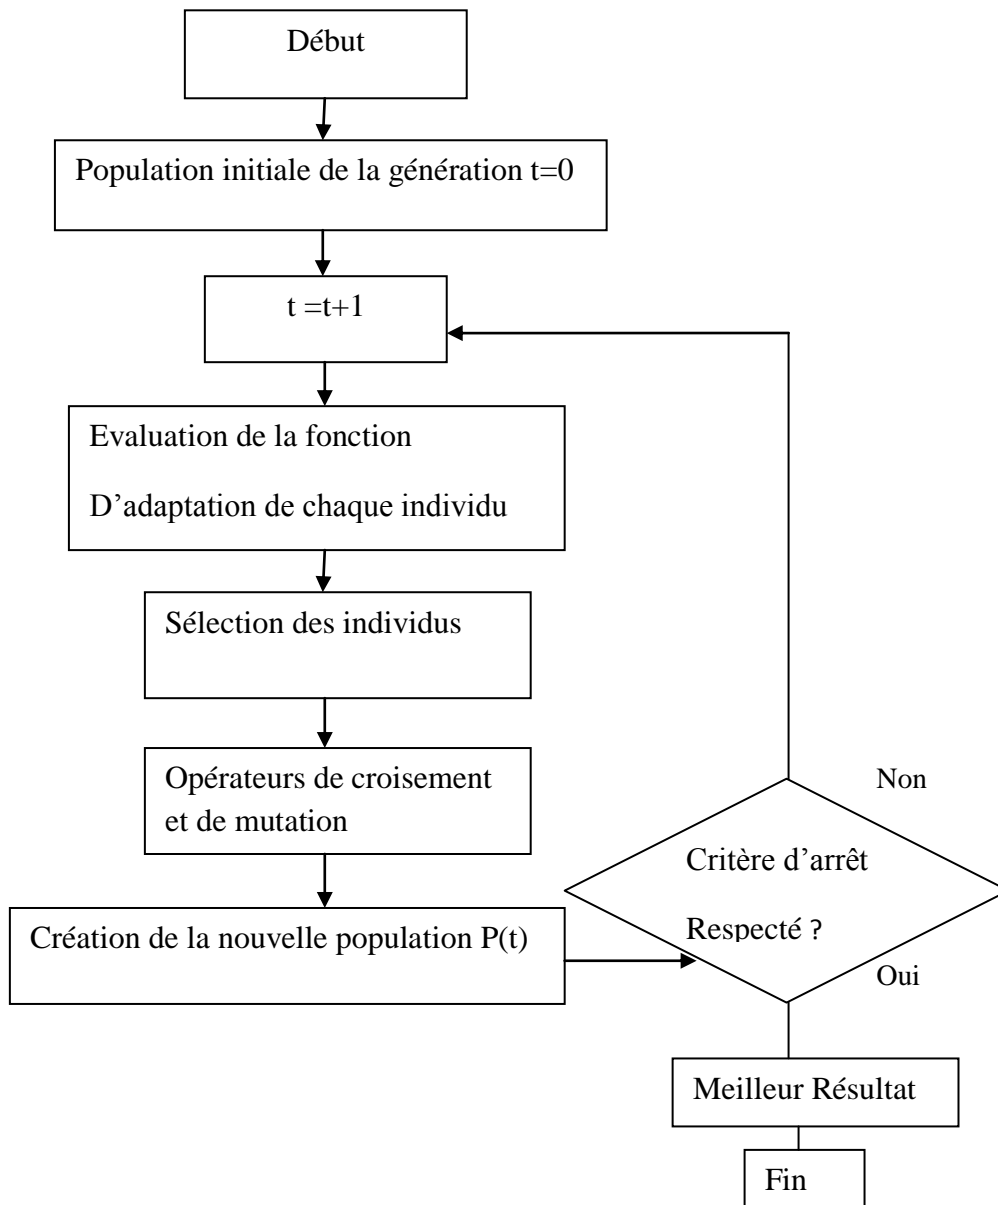 Début
Population initiale de la génération t=0
t =t+1
Evaluation de la fonction
D’adaptation de chaque individu
Sélection des individus
Opérateurs de croisement
et de mutation
Création de la nouvelle population P(t)
Non
Critère d’arrêt
Respecté ?
Oui
Meilleur Résultat
Fin